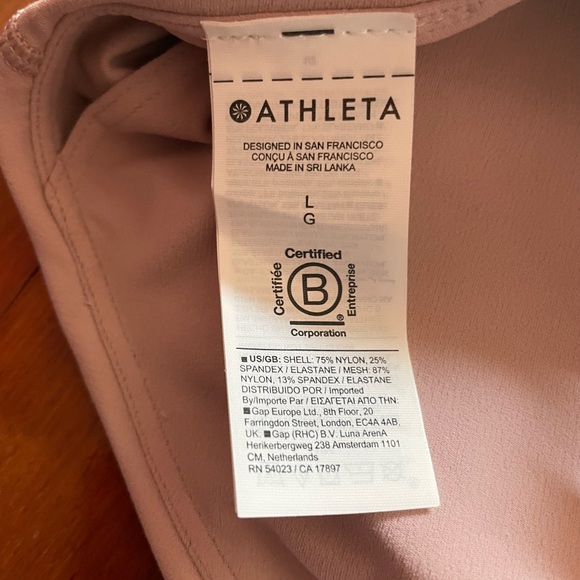 ATHLETA
DESIGNED IN SAN FRANCISCO
CONÇU À SAN FRANCISCO
MADE IN SRI LANKA
L
G
Certified
Certifiée
B
Entreprise
®
Corporation
■ US/GB: SHELL: 75% NYLON, 25%
SPANDEX / ELASTANE / MESH: 87%
NYLON, 13% SPANDEX / ELASTANE
DISTRIBUIDO POR / Imported
By/Importe Par / ΕΙΣΑΓΕΤΑΙ ΑΠΟ ΤΗΝ:
■Gap Europe Ltd., 8th Floor, 20
Farringdon Street, London, EC4A 4AB,
UK. ■Gap (RHC) B.V. Luna ArenA
Herikerbergweg 238 Amsterdam 1101
CM, Netherlands
RN 54023 / CA 17897